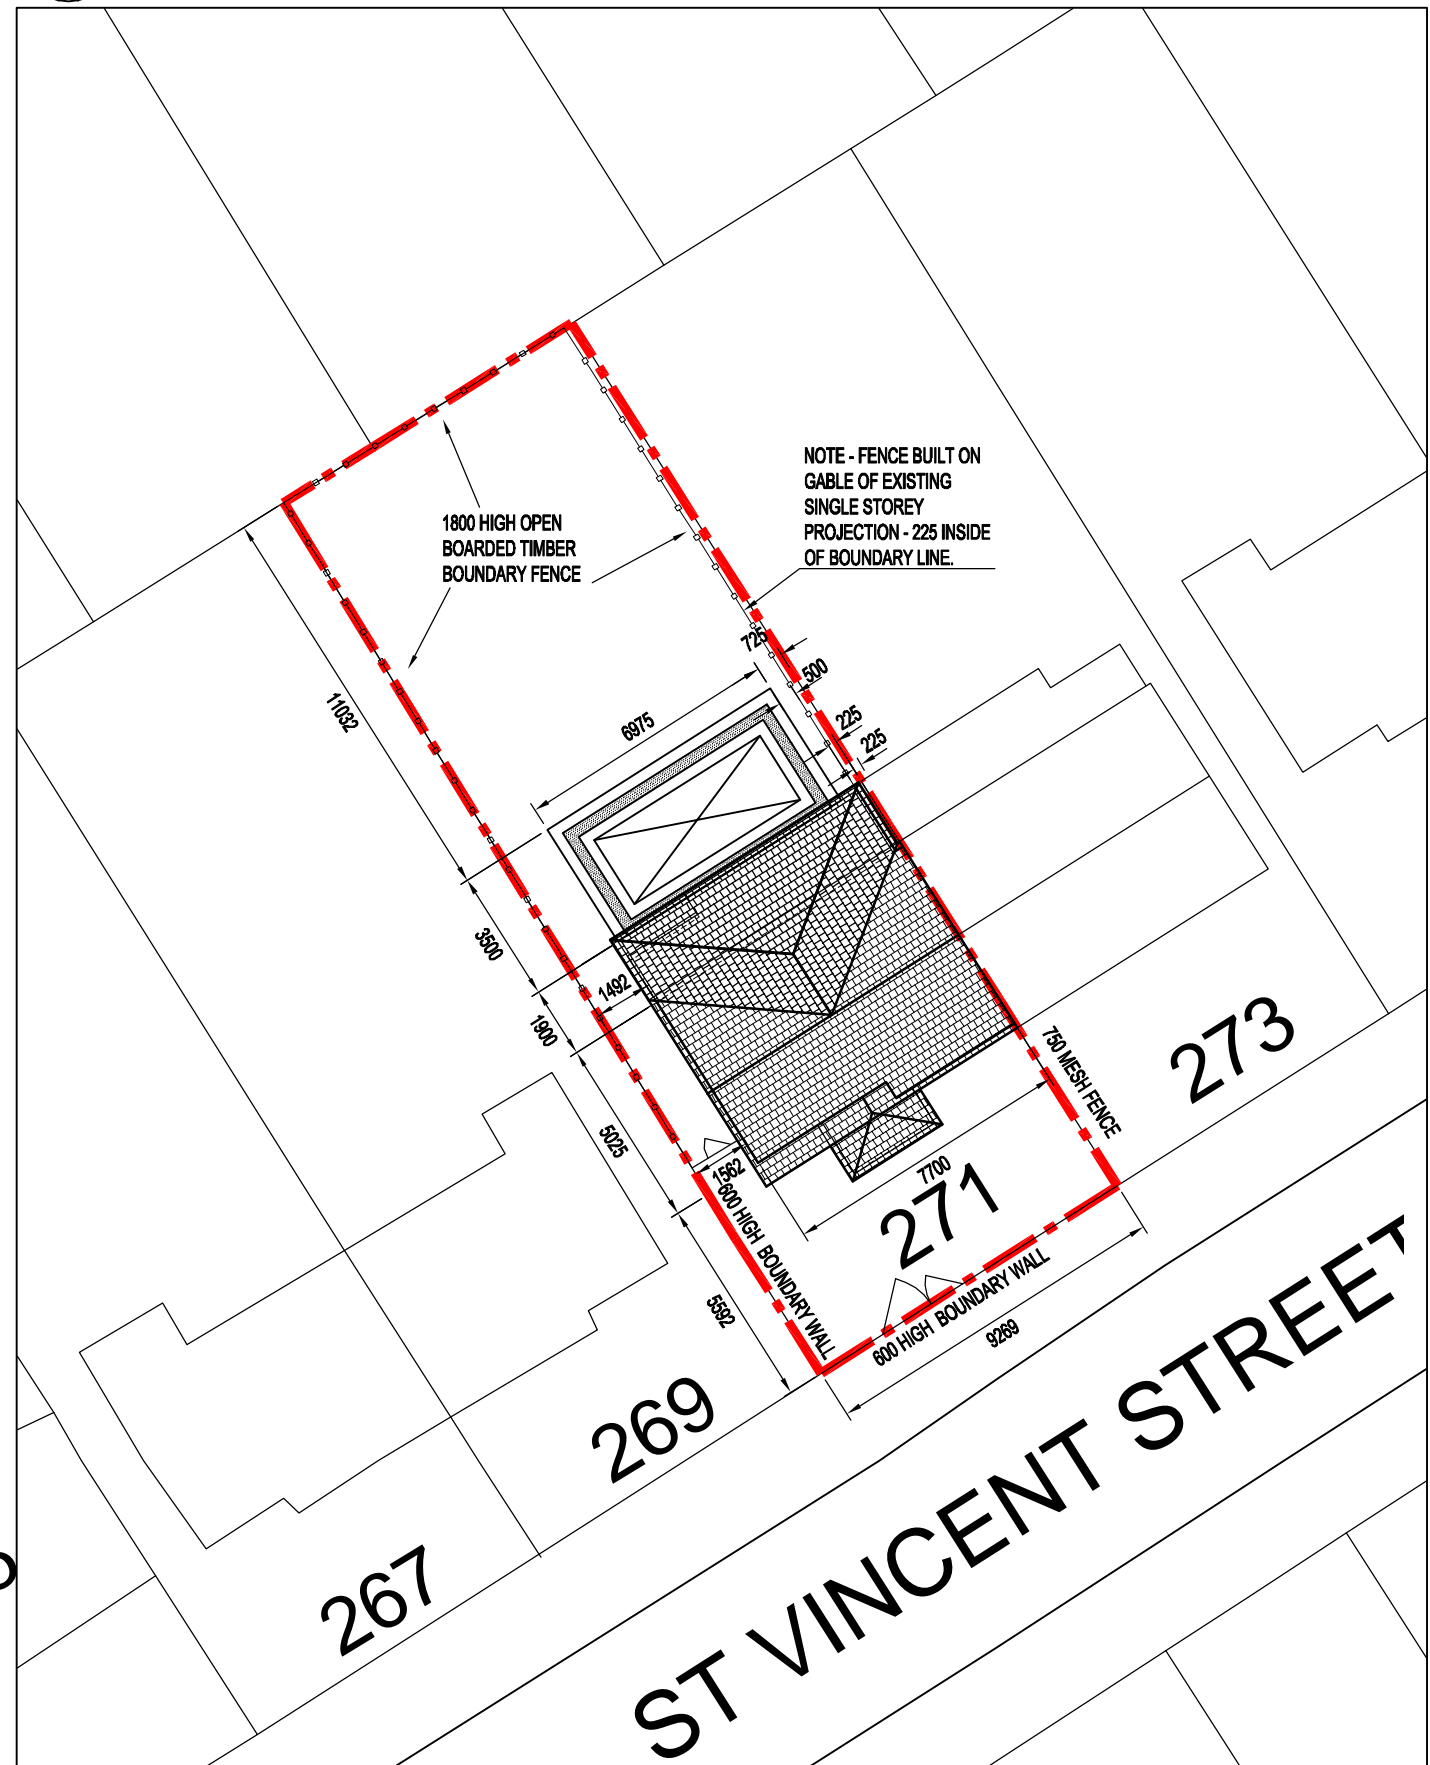 NOTE - FENCE BUILT ON
GABLE OF EXISTING
SINGLE STOREY
PROJECTION - 225 INSIDE
OF BOUNDARY LINE.
1800 HIGH OPEN
BOARDED TIMBER
BOUNDARY FENCE
725
500
225
225
6975
11032
3500
1492
1900
5025
1562
5592
7700
9269
750 MESH FENCE
600 HIGH BOUNDARY WALL
600 HIGH BOUNDARY WALL
273
271
269
267
ST VINCENT STREET